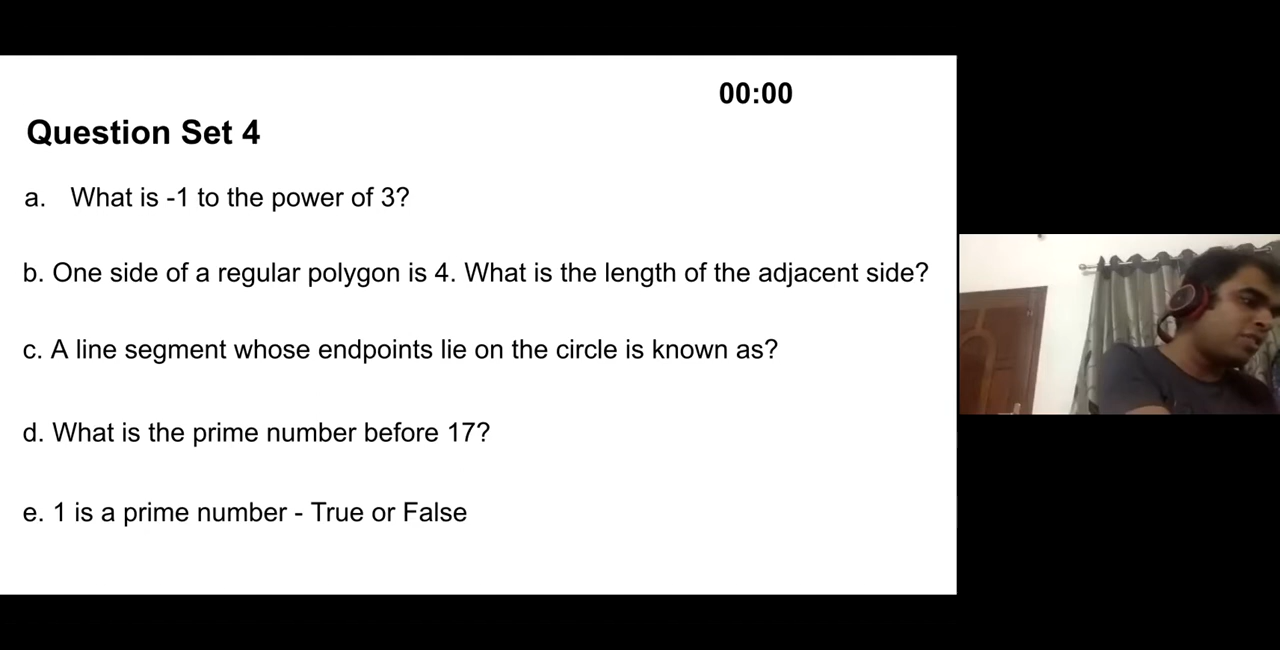 00:00
Question Set 4
a. What is -1 to the power of 3?
b. One side of a regular polygon is 4. What is the length of the adjacent side?
c. A line segment whose endpoints lie on the circle is known as?
d. What is the prime number before 17?
e. 1 is a prime number - True or False